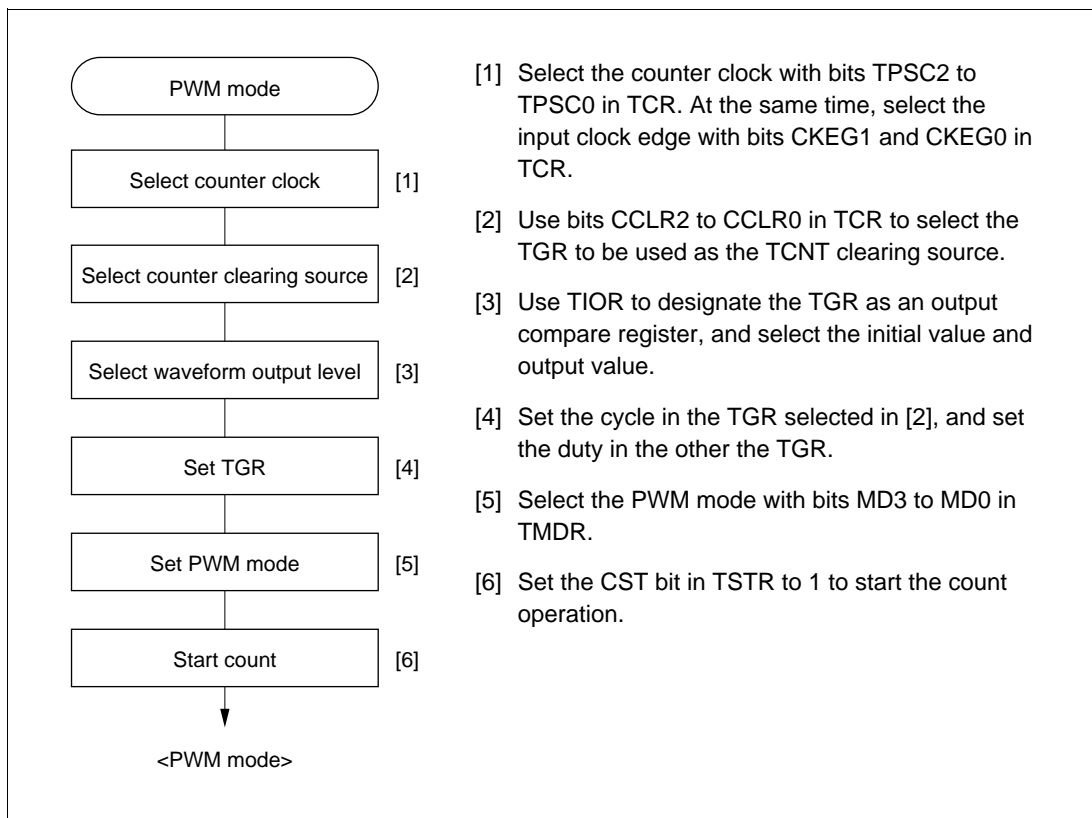 PWM mode
Select counter clock [1]
Select counter clearing source [2]
Select waveform output level [3]
Set TGR [4]
Set PWM mode [5]
Start count [6]
<PWM mode>
[1] Select the counter clock with bits TPSC2 to
TPSC0 in TCR. At the same time, select the
input clock edge with bits CKEG1 and CKEG0 in
TCR.
[2] Use bits CCLR2 to CCLR0 in TCR to select the
TGR to be used as the TCNT clearing source.
[3] Use TIOR to designate the TGR as an output
compare register, and select the initial value and
output value.
[4] Set the cycle in the TGR selected in [2], and set
the duty in the other the TGR.
[5] Select the PWM mode with bits MD3 to MD0 in
TMDR.
[6] Set the CST bit in TSTR to 1 to start the count
operation.